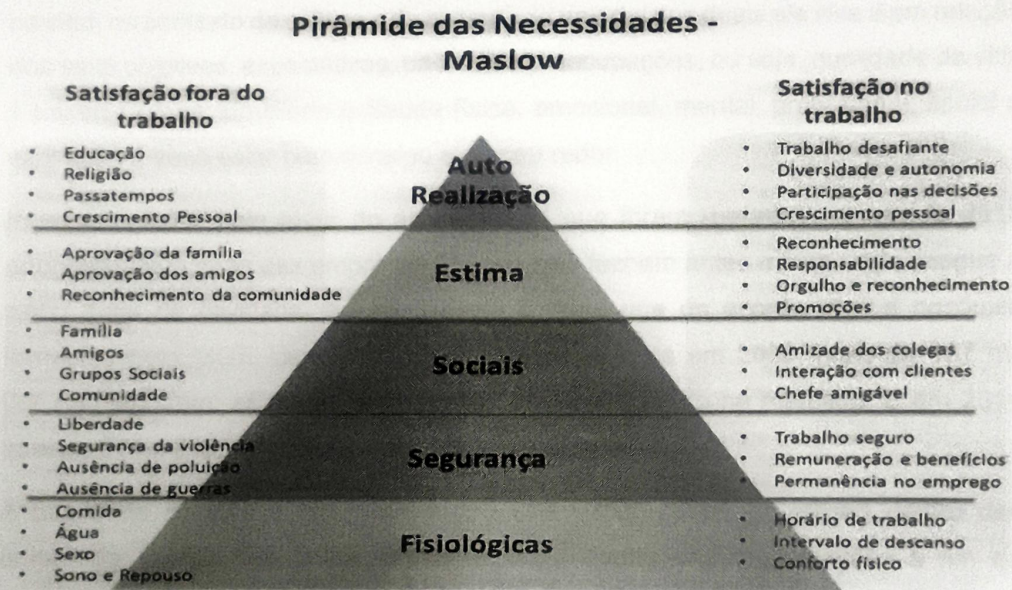 Pirâmide das Necessidades
Maslow
Satisfação fora do
trabalho
• Educação
• Religião
• Passatempos
• Crescimento Pessoal
• Aprovação da família
• Aprovação dos amigos
• Reconhecimento da comunidade
• Família
• Amigos
• Grupos Sociais
• Comunidade
• Liberdade
• Segurança da violência
• Ausência de poluição
• Ausência de guerras
• Comida
• Água
• Sexo
• Sono e Repouso
Auto
Realização
Estima
Sociais
Segurança
Fisiológicas
Satisfação no
trabalho
• Trabalho desafiante
• Diversidade e autonomia
• Participação nas decisões
• Crescimento pessoal
• Reconhecimento
• Responsabilidade
• Orgulho e reconhecimento
• Promoções
• Amizade dos colegas
• Interação com clientes
• Chefe amigável
• Trabalho seguro
• Remuneração e benefícios
• Permanência no emprego
• Horário de trabalho
• Intervalo de descanso
• Conforto físico